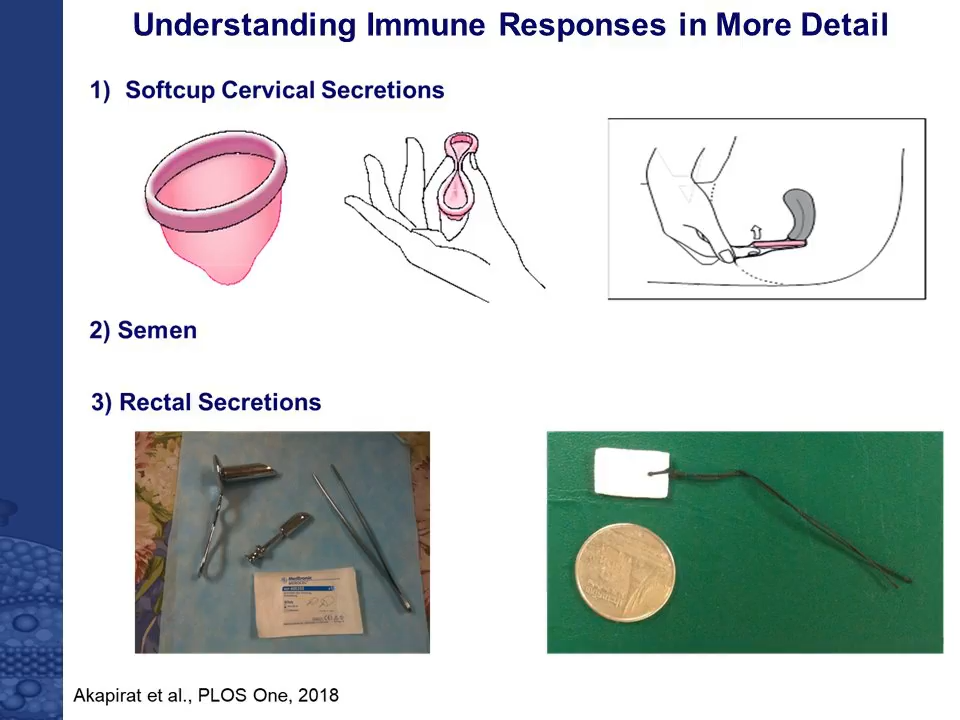 Understanding Immune Responses in More Detail
1) Softcup Cervical Secretions
2) Semen
3) Rectal Secretions
Medtronic
Akapirat et al., PLOS One, 2018